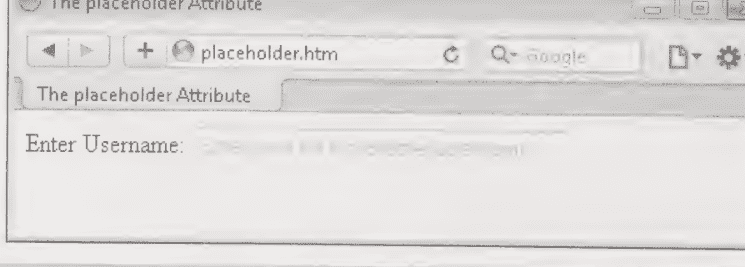 The placeholder Attribute
placeholder.htm Google
The placeholder Attribute
Enter Username: